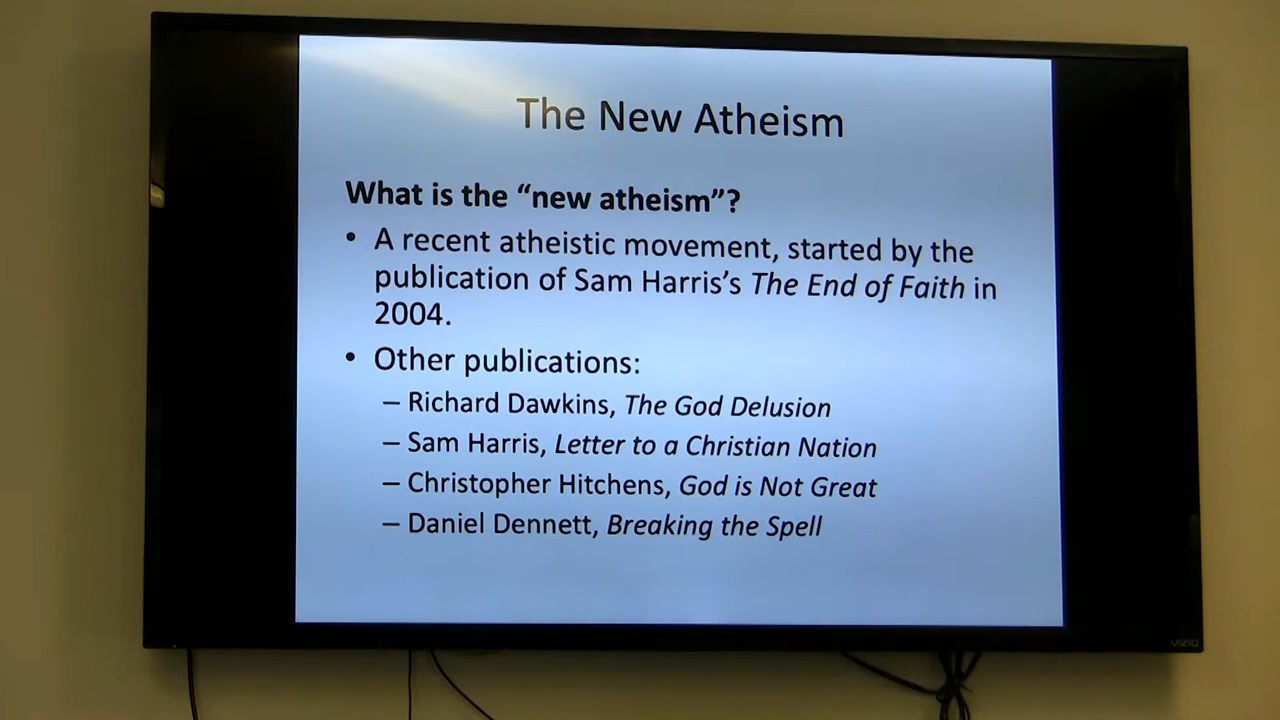 The New Atheism
What is the “new atheism”?
• A recent atheistic movement, started by the
publication of Sam Harris’s The End of Faith in
2004.
• Other publications:
– Richard Dawkins, The God Delusion
– Sam Harris, Letter to a Christian Nation
– Christopher Hitchens, God is Not Great
– Daniel Dennett, Breaking the Spell
VIZIO